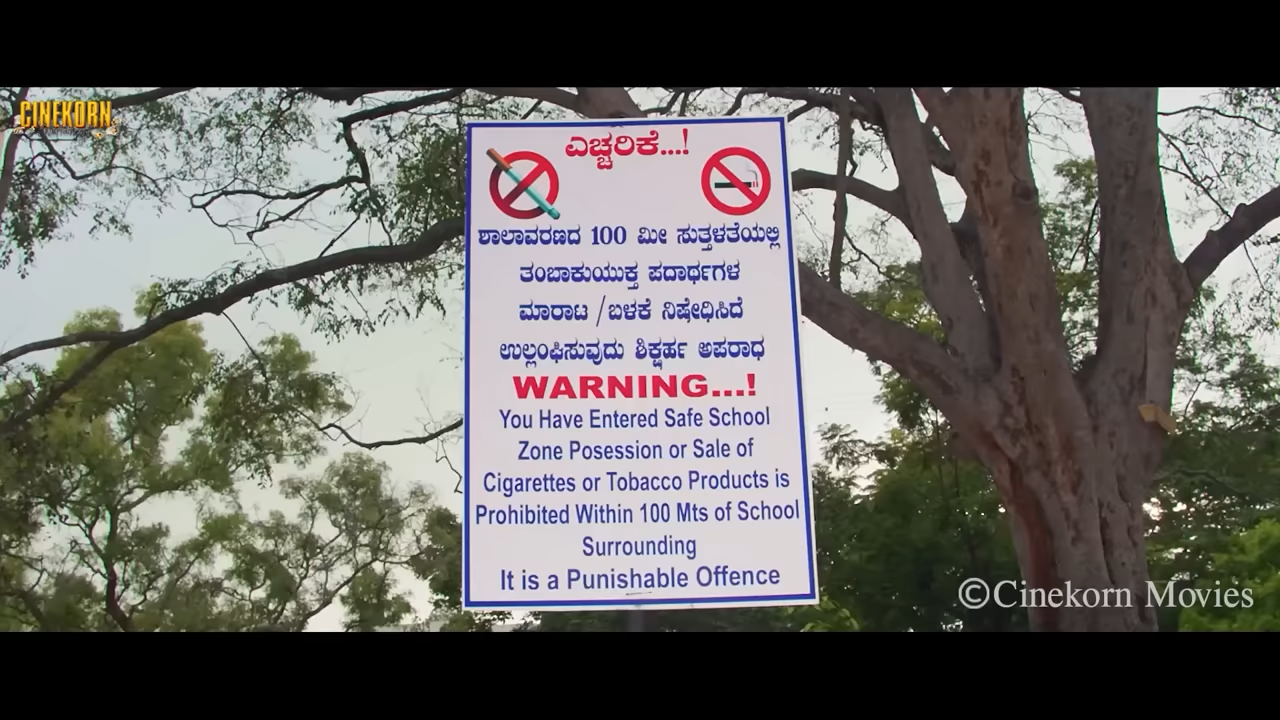 CINEKORN
ಎಚ್ಚರಿಕೆ...!
ಶಾಲಾವರಣದ 100 ಮೀ ಸುತ್ತಳತೆಯಲ್ಲಿ
ತಂಬಾಕುಯುಕ್ತ ಪದಾರ್ಥಗಳ
ಮಾರಾಟ /ಬಳಕೆ ನಿಷೇಧಿಸಿದೆ
ಉಲ್ಲಂಘಿಸುವುದು ಶಿಕ್ಷರ್ಹ ಅಪರಾಧ
WARNING...!
You Have Entered Safe School
Zone Posession or Sale of
Cigarettes or Tobacco Products is
Prohibited Within 100 Mts of School
Surrounding
It is a Punishable Offence
©Cinekorn Movies